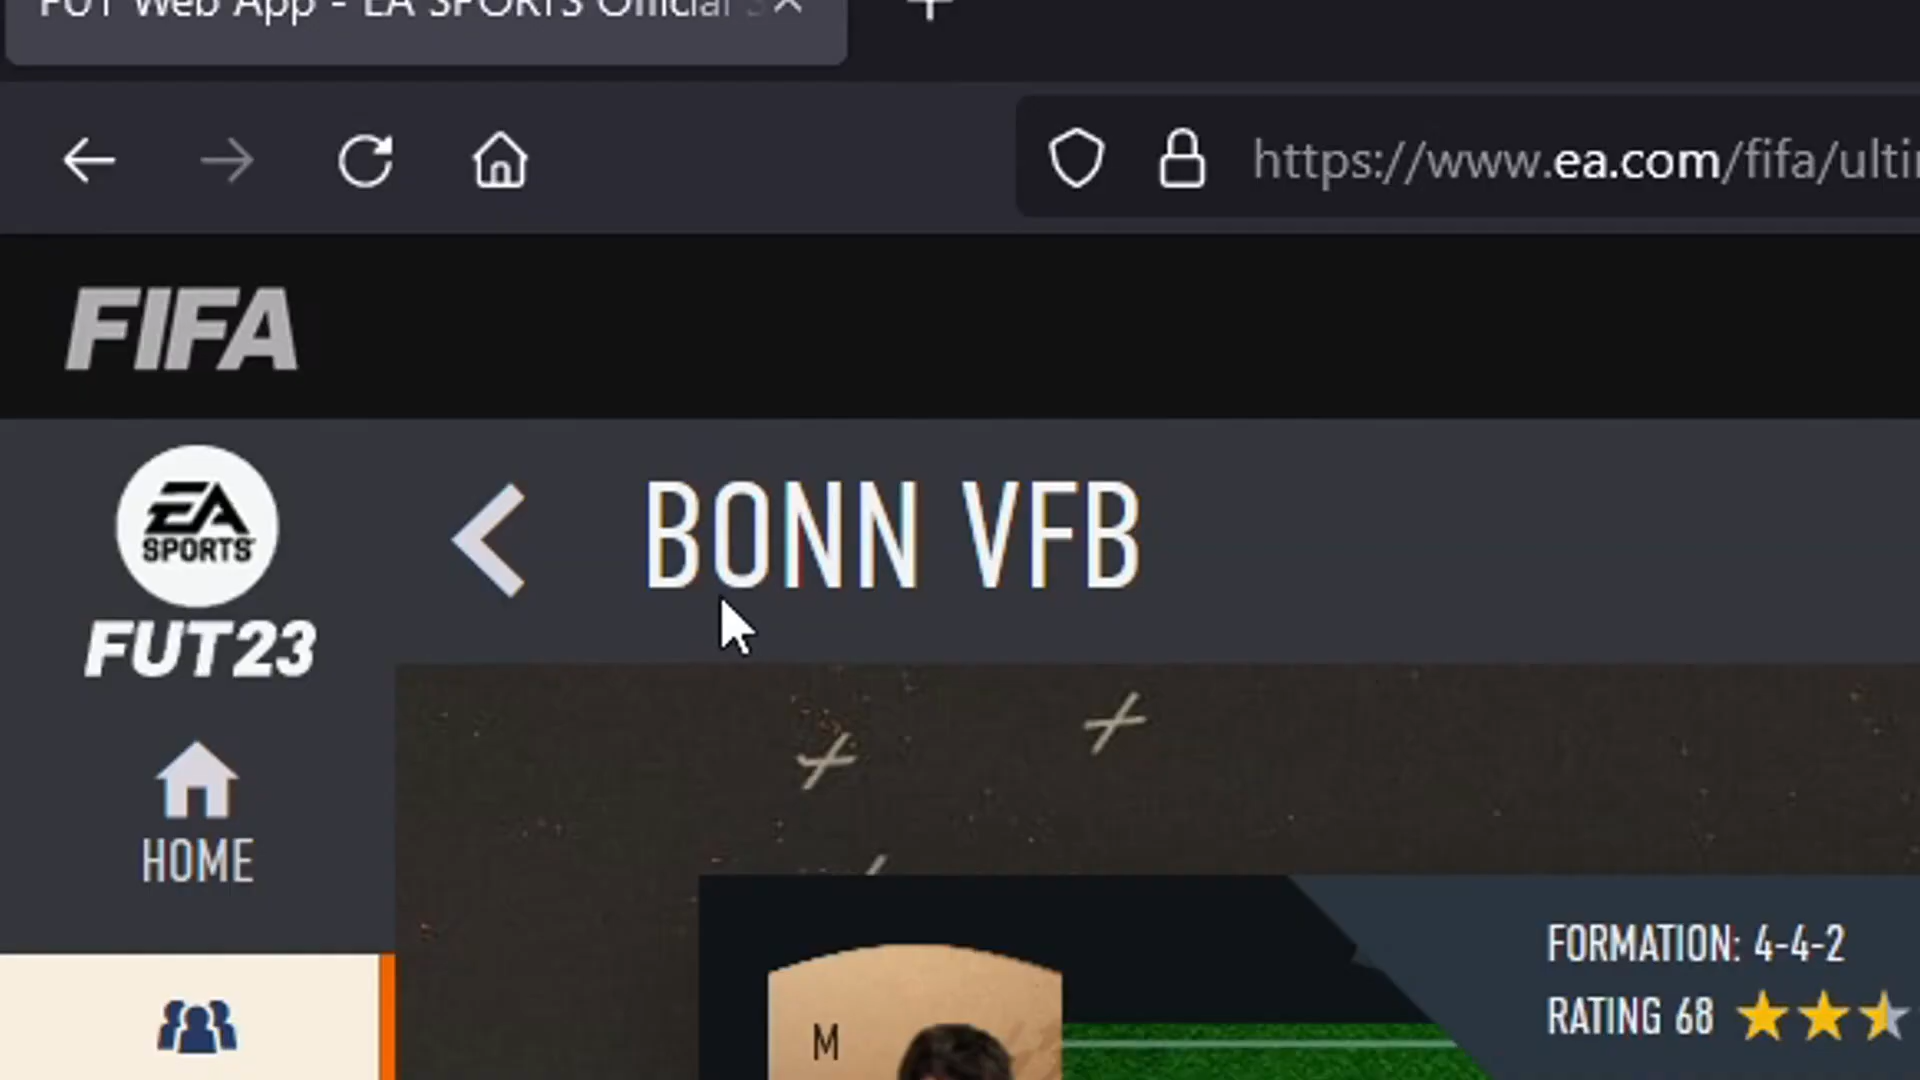 FUT Web App - EA SPORTS Official S
https://www.ea.com/fifa/ulti
FIFA
EA
SPORTS
FUT23
BONN VFB
HOME
FORMATION: 4-4-2
RATING 68
M